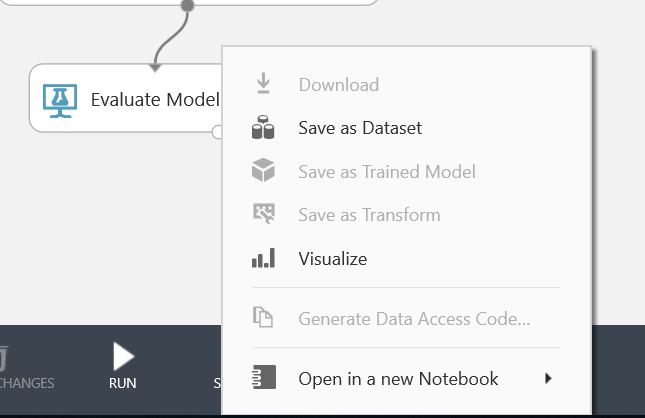 Evaluate Model
Download
Save as Dataset
Save as Trained Model
Save as Transform
Visualize
Generate Data Access Code...
Open in a new Notebook
CHANGES
RUN
S